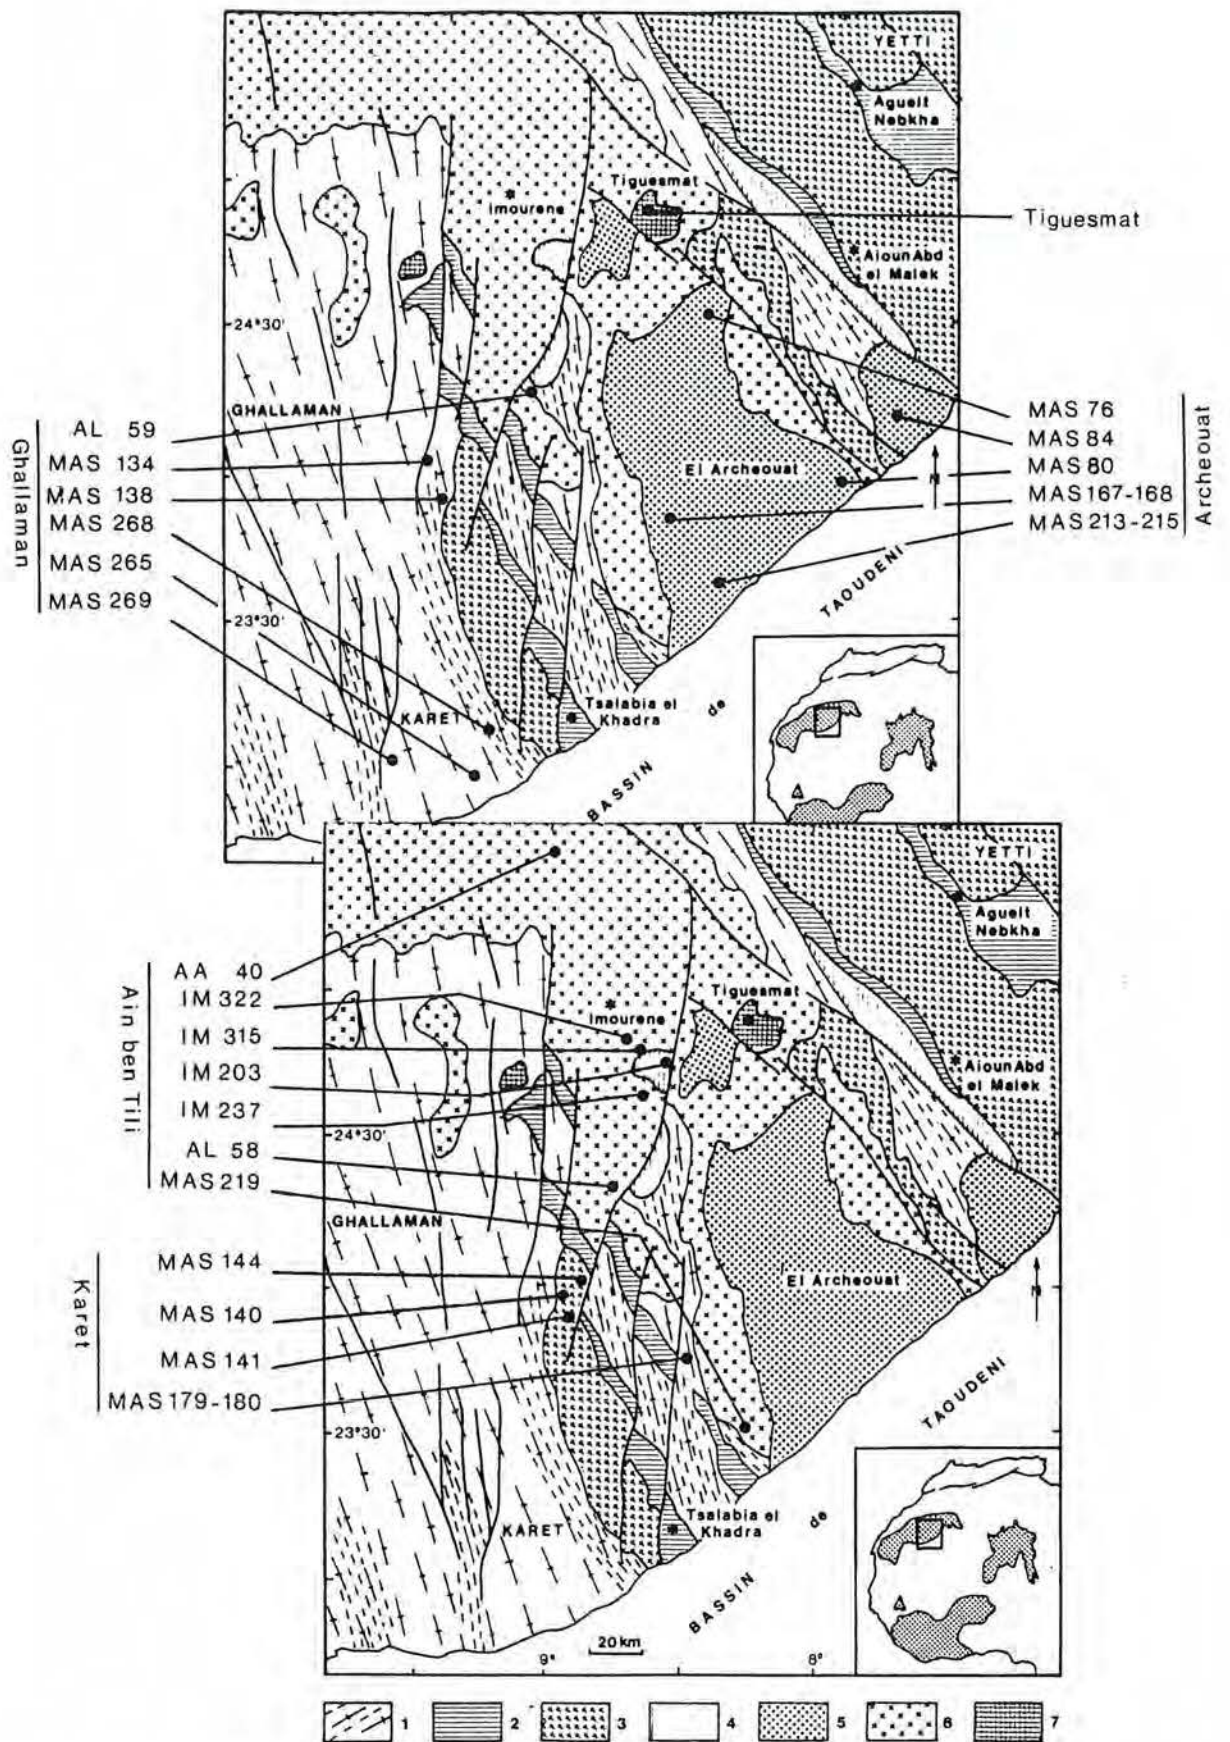 YETTI
Agueit
Nebkha
Tiguesmat
Imourene
Tiguesmat
Aioun Abd
el Malek
24°30'
GHALLAMAN
Ghallaman
AL 59
MAS 134
MAS 138
MAS 268
MAS 265
MAS 269
MAS 76
MAS 84
MAS 80
MAS 167-168
MAS 213-215
Archeouat
El Archeouat
N
TAOUDENI
23°30'
KARET
Tsalabia el
Khadra
de
BASSIN
YETTI
Agueit
Nebkha
Ain ben Tili
AA 40
IM 322
IM 315
IM 203
IM 237
AL 58
MAS 219
Imourene
Tiguesmat
Aioun Abd
el Malek
24°30'
GHALLAMAN
Karet
MAS 144
MAS 140
MAS 141
MAS 179-180
El Archeouat
N
TAOUDENI
23°30'
KARET
Tsalabia el
Khadra
de
BASSIN
20 km
9°
8°
1 2 3 4 5 6 7